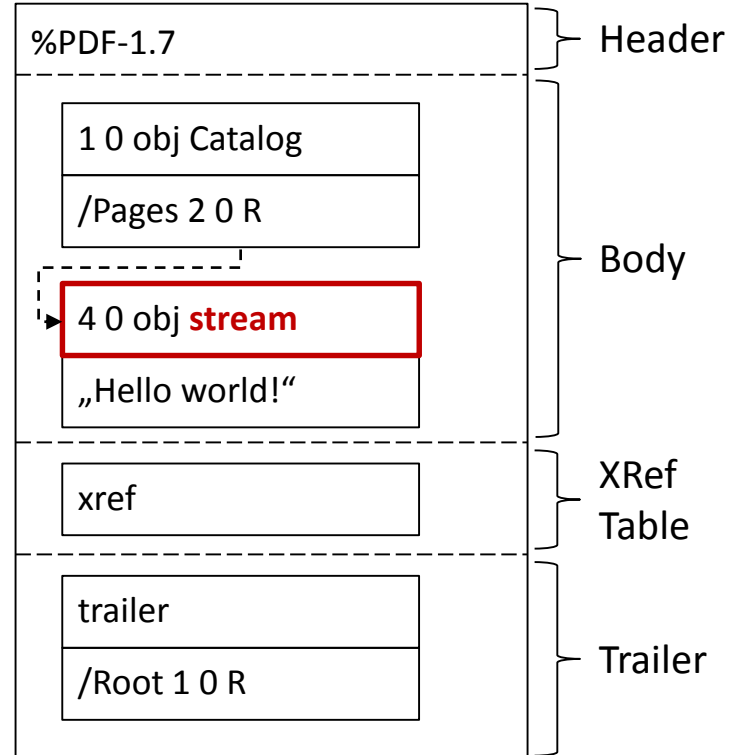 %PDF-1.7
Header
1 0 obj Catalog
/Pages 2 0 R
Body
4 0 obj stream
„Hello world!“
xref
XRef
Table
trailer
/Root 1 0 R
Trailer